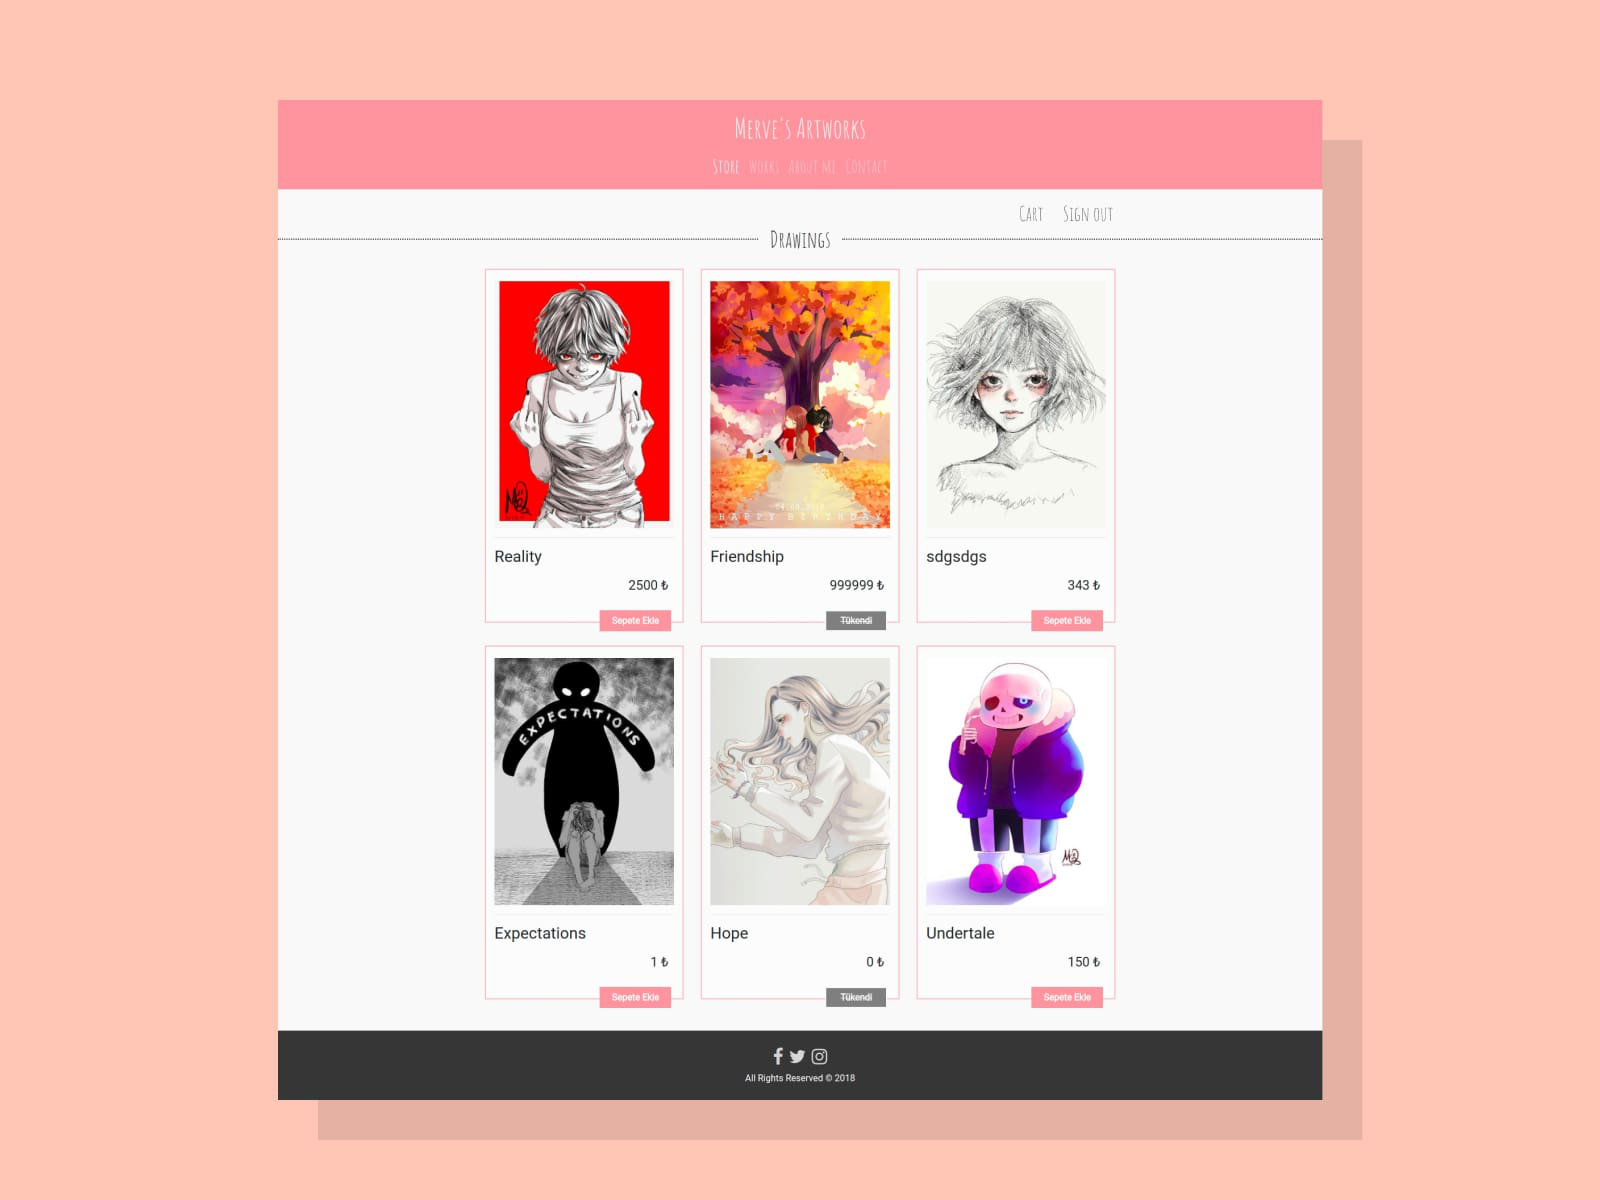 Merve's Artworks
Store Works About me Contact
Cart Sign out
Drawings
HAPPY BIRTHDAY
Reality
Friendship
sdgsdgs
2500 ₺
999999 ₺
343 ₺
Sepete Ekle
Tükendi
Sepete Ekle
EXPECTATIONS
Expectations
Hope
Undertale
1 ₺
0 ₺
150 ₺
Sepete Ekle
Tükendi
Sepete Ekle
All Rights Reserved © 2018